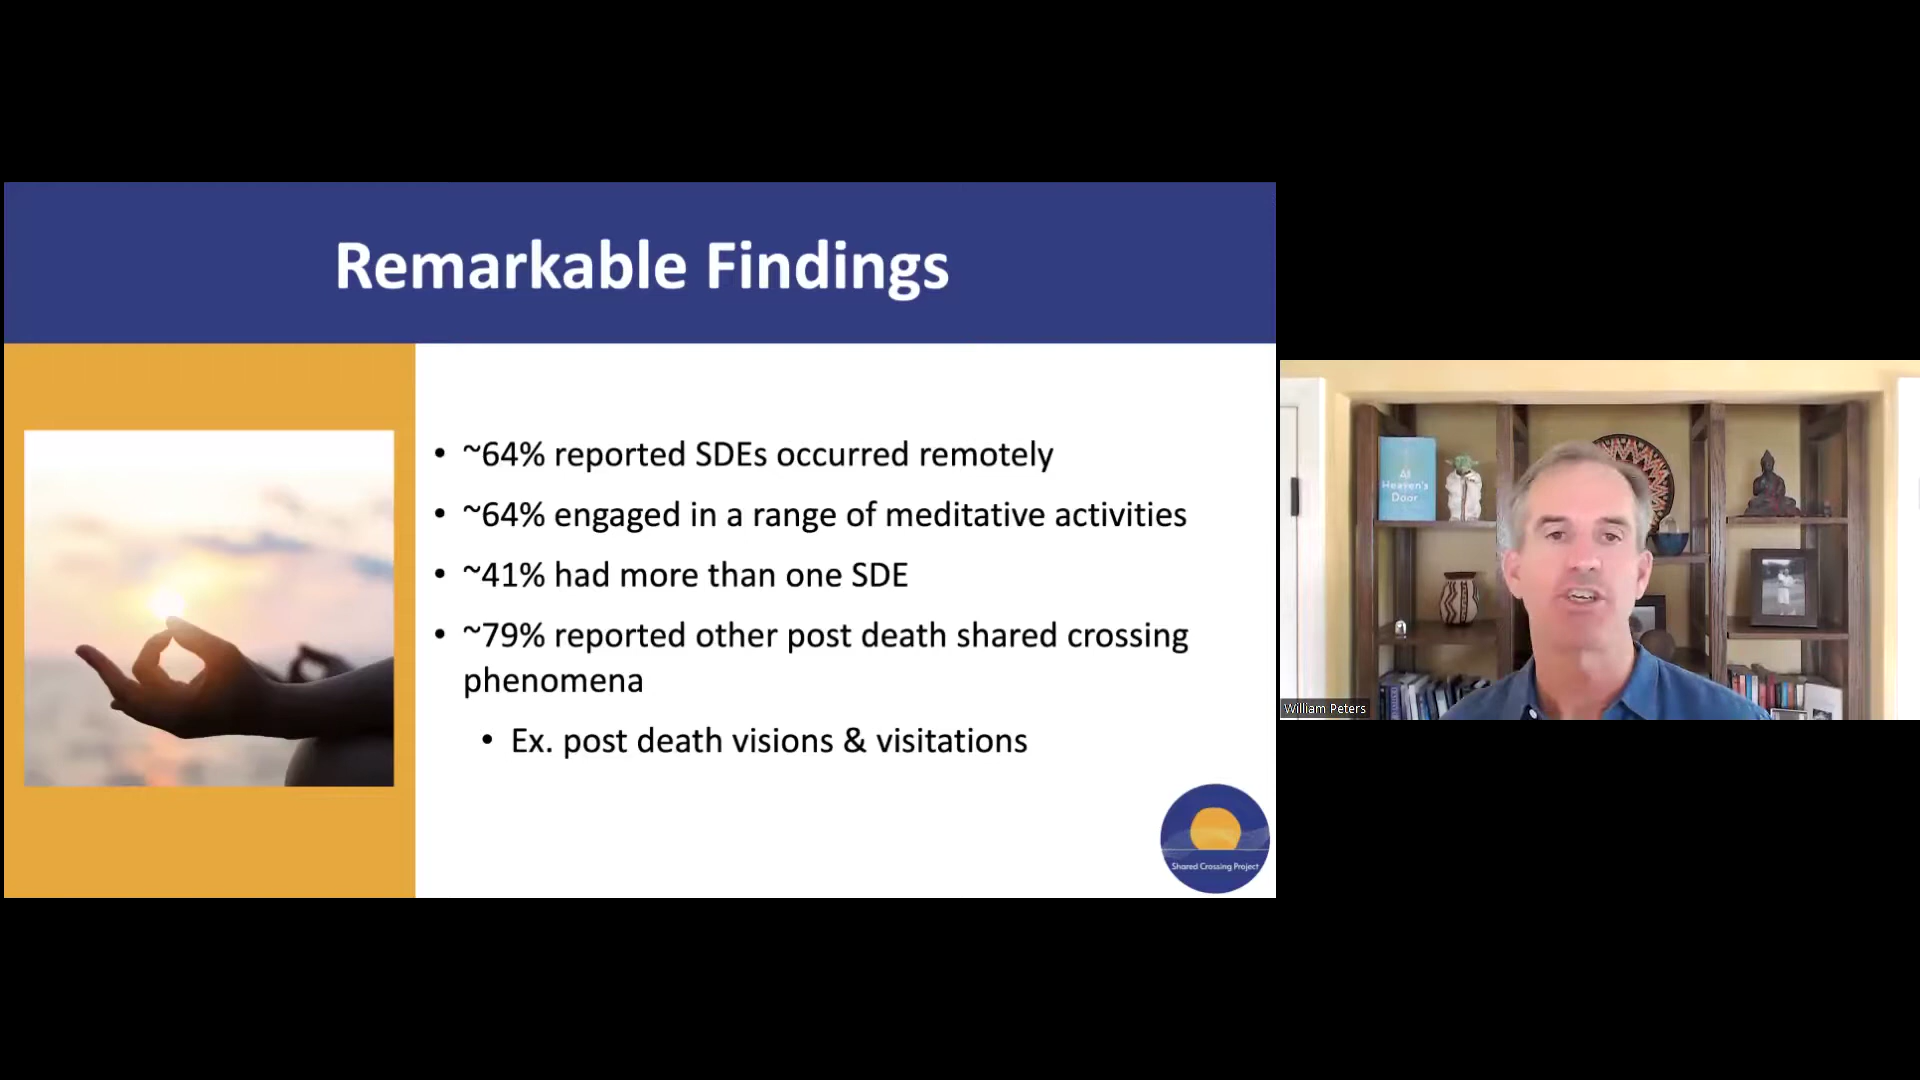 Remarkable Findings
• ~64% reported SDEs occurred remotely
• ~64% engaged in a range of meditative activities
• ~41% had more than one SDE
• ~79% reported other post death shared crossing
phenomena
• Ex. post death visions & visitations
Shared Crossing Project
At
Heaven's
Door
William Peters